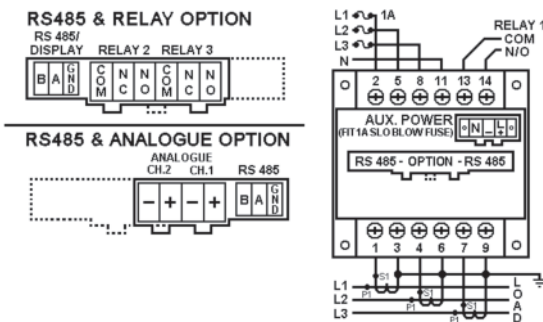 RS485 & RELAY OPTION
RS 485/
DISPLAY RELAY 2 RELAY 3
B A GND COM NC NO COM NC NO
RS485 & ANALOGUE OPTION
ANALOGUE
CH.2 CH.1 RS 485
− + − + B A GND
L1 1A
L2
L3
N
RELAY 1
COM
N/O
2 5 8 11 13 14
AUX. POWER
(FIT 1A SLO BLOW FUSE)
N − L +
RS 485 - OPTION - RS 485
1 3 4 6 7 9
S1 S1 S1
L1 P1
L2 P1
L3 P1
LOAD